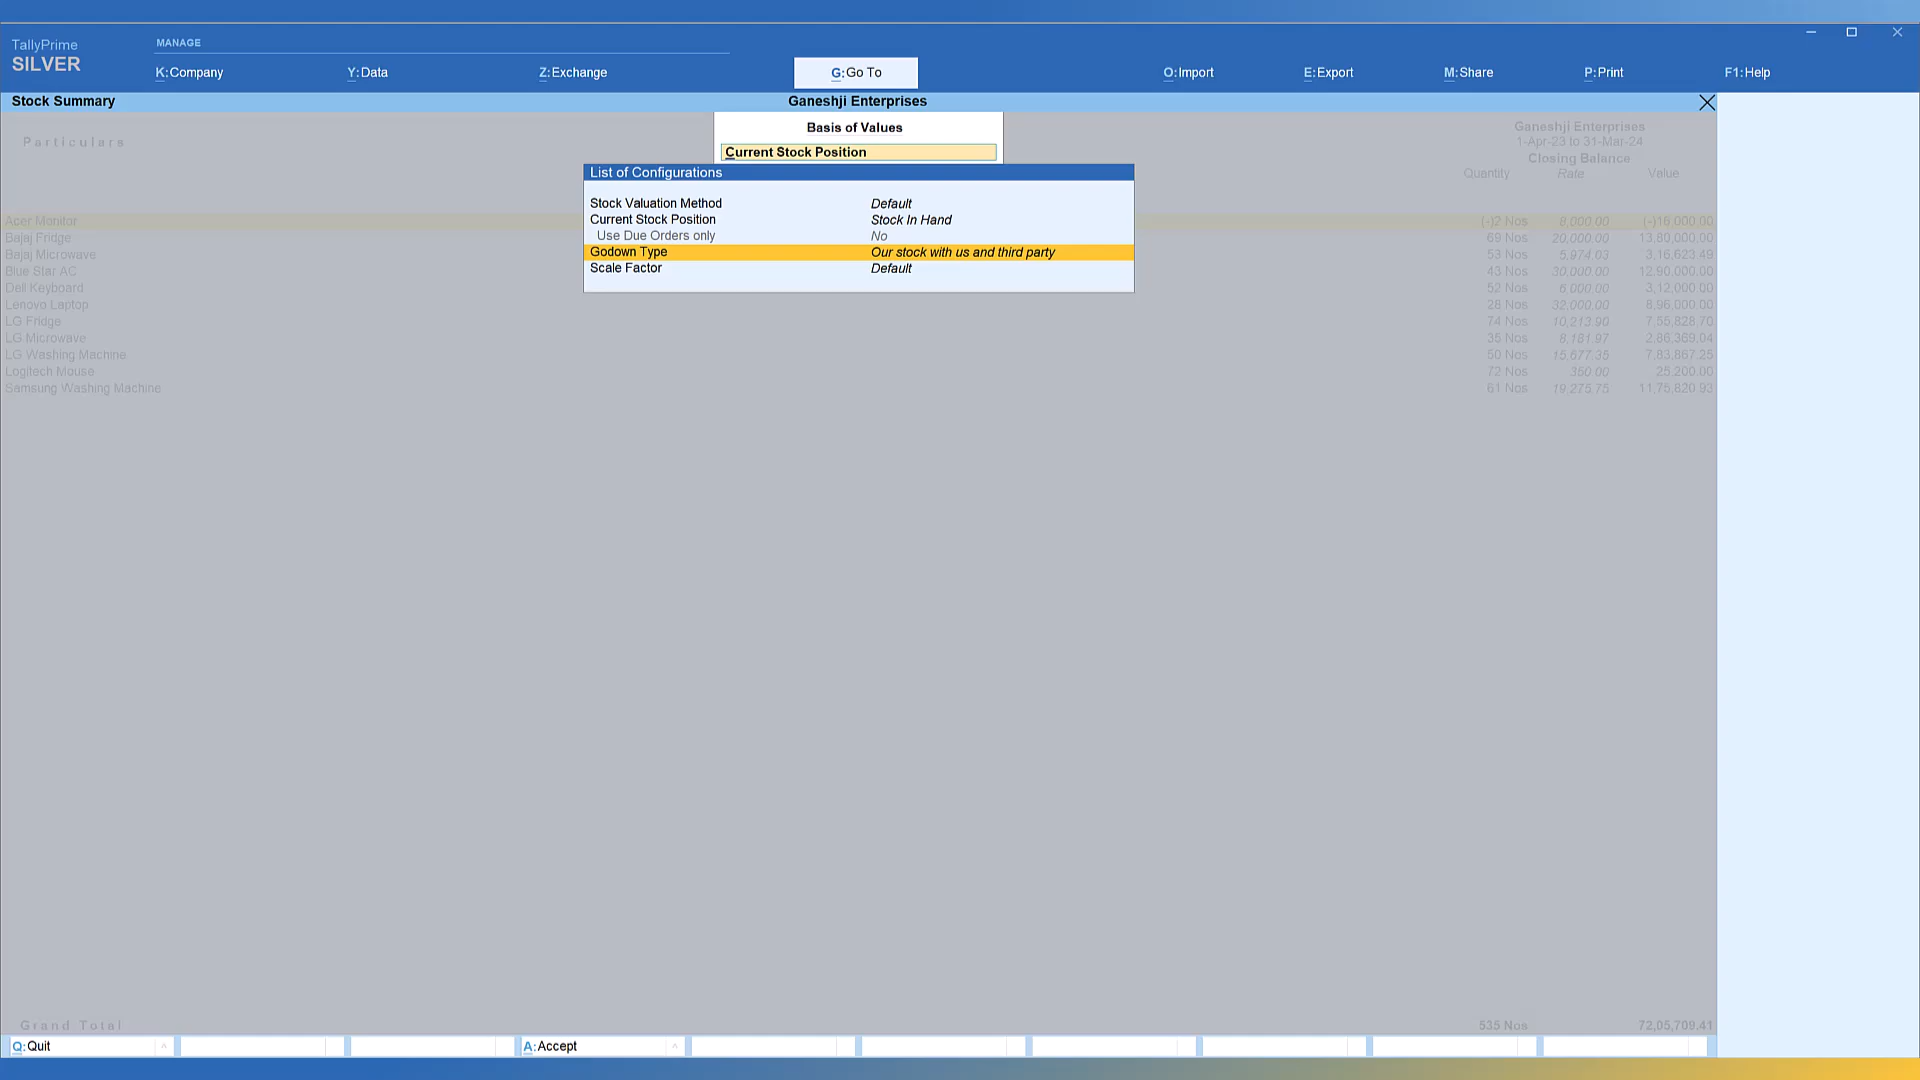 TallyPrime
SILVER
MANAGE
K:Company Y:Data Z:Exchange G:Go To O:Import E:Export M:Share P:Print F1:Help
Stock Summary Ganeshji Enterprises
Basis of Values
Current Stock Position
List of Configurations
Stock Valuation Method Default
Current Stock Position Stock In Hand
Use Due Orders only No
Godown Type Our stock with us and third party
Scale Factor Default
Particulars
Ganeshji Enterprises
1-Apr-23 to 31-Mar-24
Closing Balance
Quantity Rate Value
Acer Monitor (-)2 Nos 8,000.00 (-)16,000.00
Bajaj Fridge 69 Nos 20,000.00 13,80,000.00
Bajaj Microwave 53 Nos 5,974.03 3,16,623.49
Blue Star AC 43 Nos 30,000.00 12,90,000.00
Dell Keyboard 52 Nos 6,000.00 3,12,000.00
Lenovo Laptop 28 Nos 32,000.00 8,96,000.00
LG Fridge 74 Nos 10,213.90 7,55,828.70
LG Microwave 35 Nos 8,181.97 2,86,369.04
LG Washing Machine 50 Nos 15,677.35 7,83,867.25
Logitech Mouse 72 Nos 350.00 25,200.00
Samsung Washing Machine 61 Nos 19,275.75 11,75,820.93
Grand Total 535 Nos 72,05,709.41
Q:Quit A:Accept